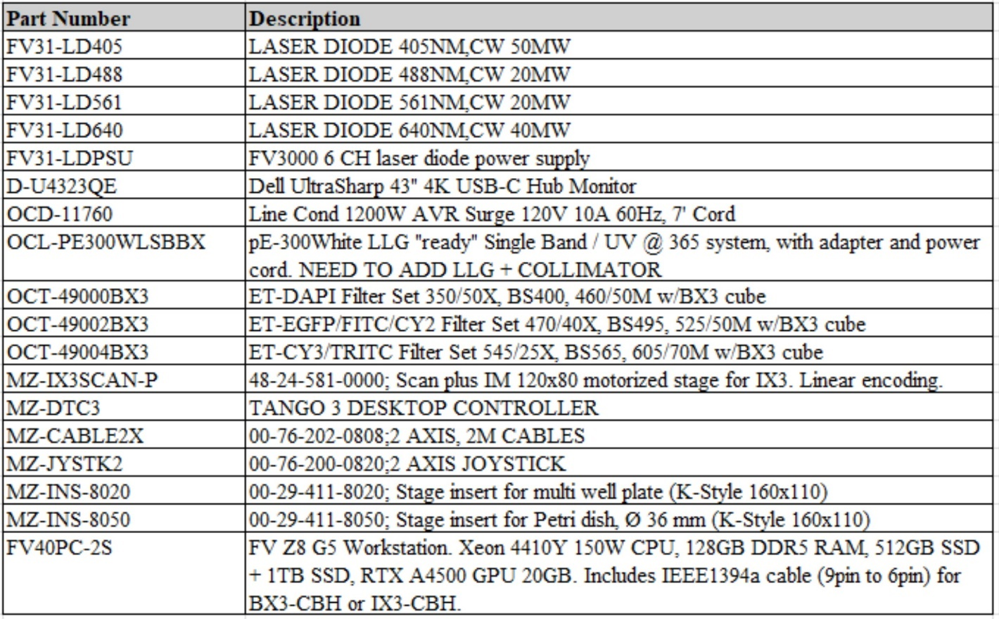 Part Number Description
FV31-LD405 LASER DIODE 405NM,CW 50MW
FV31-LD488 LASER DIODE 488NM,CW 20MW
FV31-LD561 LASER DIODE 561NM,CW 20MW
FV31-LD640 LASER DIODE 640NM,CW 40MW
FV31-LDPSU FV3000 6 CH laser diode power supply
D-U4323QE Dell UltraSharp 43" 4K USB-C Hub Monitor
OCD-11760 Line Cond 1200W AVR Surge 120V 10A 60Hz, 7' Cord
OCL-PE300WLSBBX pE-300White LLG "ready" Single Band / UV @ 365 system, with adapter and power
cord. NEED TO ADD LLG + COLLIMATOR
OCT-49000BX3 ET-DAPI Filter Set 350/50X, BS400, 460/50M w/BX3 cube
OCT-49002BX3 ET-EGFP/FITC/CY2 Filter Set 470/40X, BS495, 525/50M w/BX3 cube
OCT-49004BX3 ET-CY3/TRITC Filter Set 545/25X, BS565, 605/70M w/BX3 cube
MZ-IX3SCAN-P 48-24-581-0000; Scan plus IM 120x80 motorized stage for IX3. Linear encoding.
MZ-DTC3 TANGO 3 DESKTOP CONTROLLER
MZ-CABLE2X 00-76-202-0808;2 AXIS, 2M CABLES
MZ-JYSTK2 00-76-200-0820;2 AXIS JOYSTICK
MZ-INS-8020 00-29-411-8020; Stage insert for multi well plate (K-Style 160x110)
MZ-INS-8050 00-29-411-8050; Stage insert for Petri dish, Ø 36 mm (K-Style 160x110)
FV40PC-2S FV Z8 G5 Workstation. Xeon 4410Y 150W CPU, 128GB DDR5 RAM, 512GB SSD
+ 1TB SSD, RTX A4500 GPU 20GB. Includes IEEE1394a cable (9pin to 6pin) for
BX3-CBH or IX3-CBH.